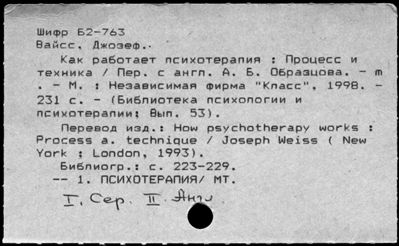 Шифр Б2-763
Вайсс, Джозеф.
Как работает психотерапия : Процесс и
техника / Пер. с англ. А. Б. Образцова. - m
. - М. : Независимая фирма "Класс", 1998. -
231 с. - (Библиотека психологии и
психотерапии; Вып. 53).
Перевод изд.: How psychotherapy works :
Process a. technique / Joseph Weiss ( New
York ; London, 1993).
Библиогр.: с. 223-229.
-- 1. ПСИХОТЕРАПИЯ/ МТ.
I. Сер. II. Англ